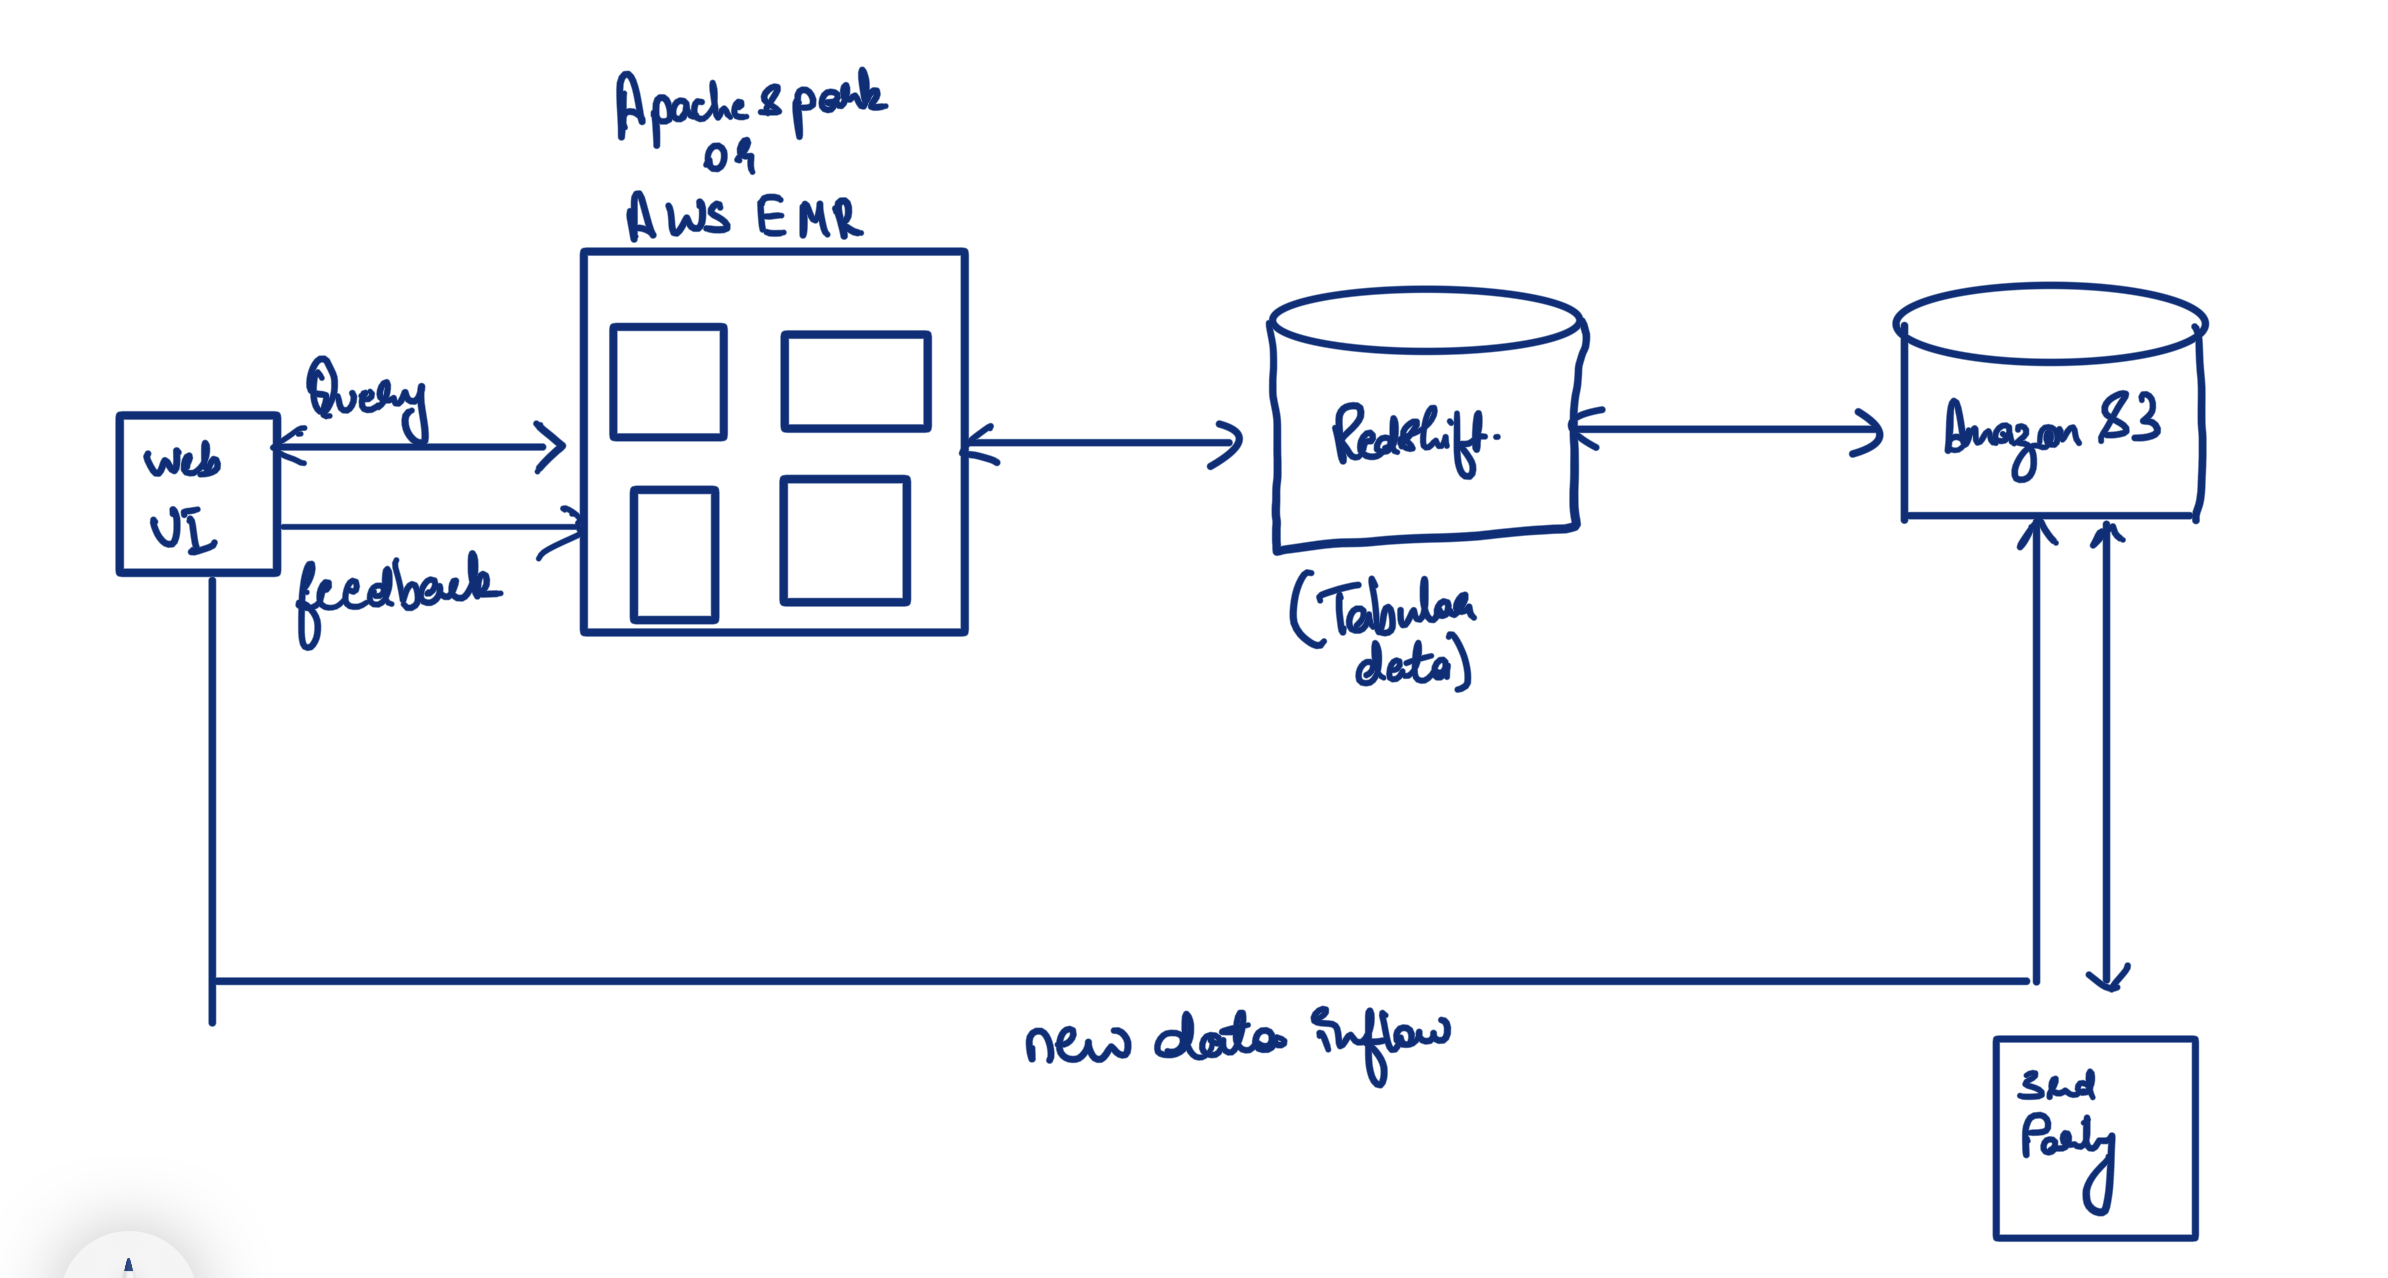 Apache Spark
or
AWS EMR
Query
Web
UI
feedback
Redshift
(Tabular
data)
Amazon S3
new data inflow
3rd
Party